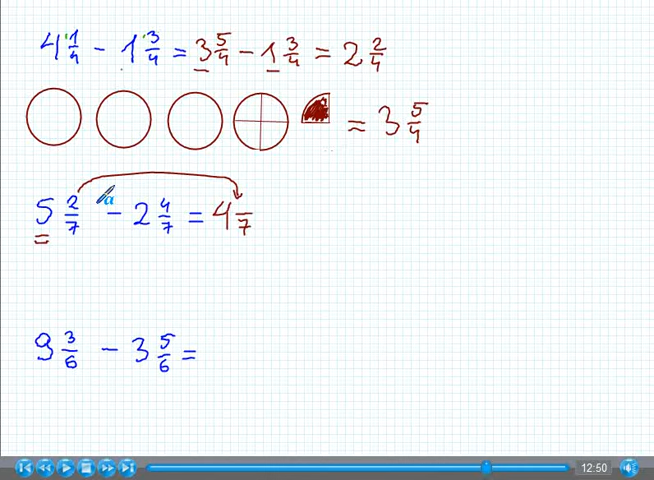 4 1/4 - 1 3/4 = 3 5/4 - 1 3/4 = 2 2/4
= 3 5/4
5 2/7 - 2 4/7 = 4 /7
9 3/6 - 3 5/6 =
12:50